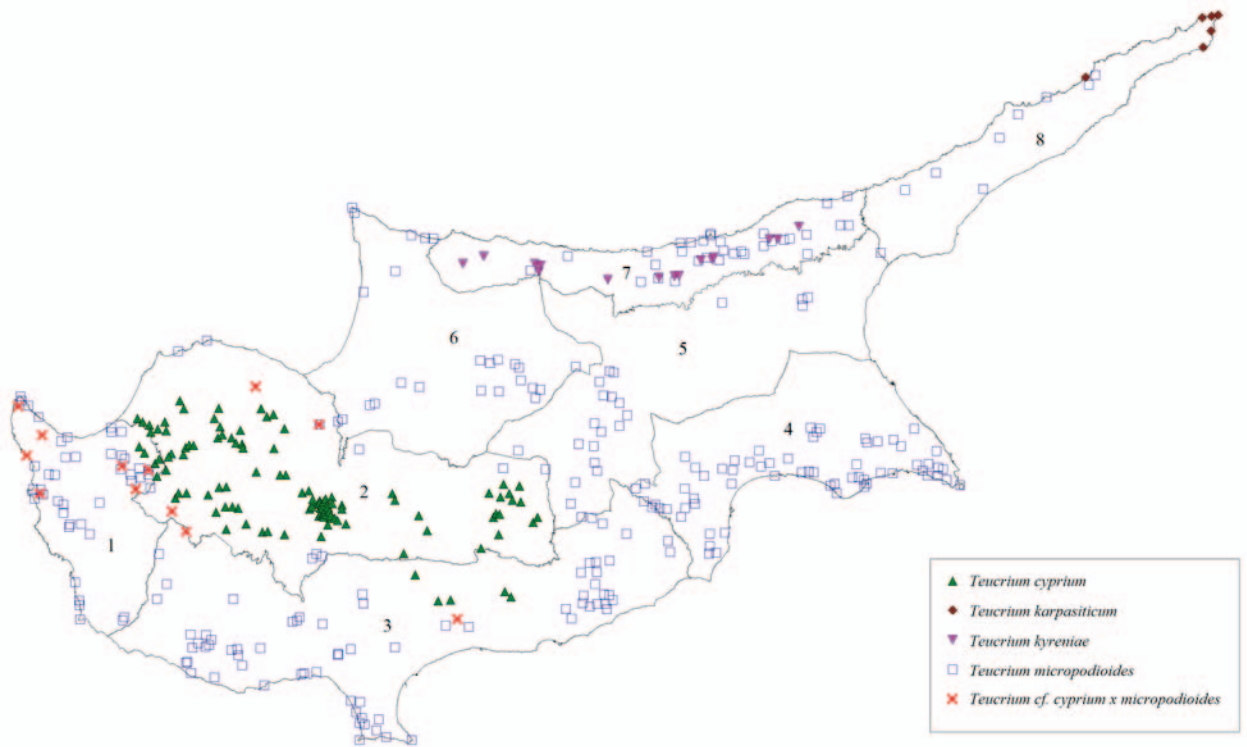 8
7
6
5
4
2
1
3
Teucrium cyprium
Teucrium karpasiticum
Teucrium kyreniae
Teucrium micropodioides
Teucrium cf. cyprium x micropodioides